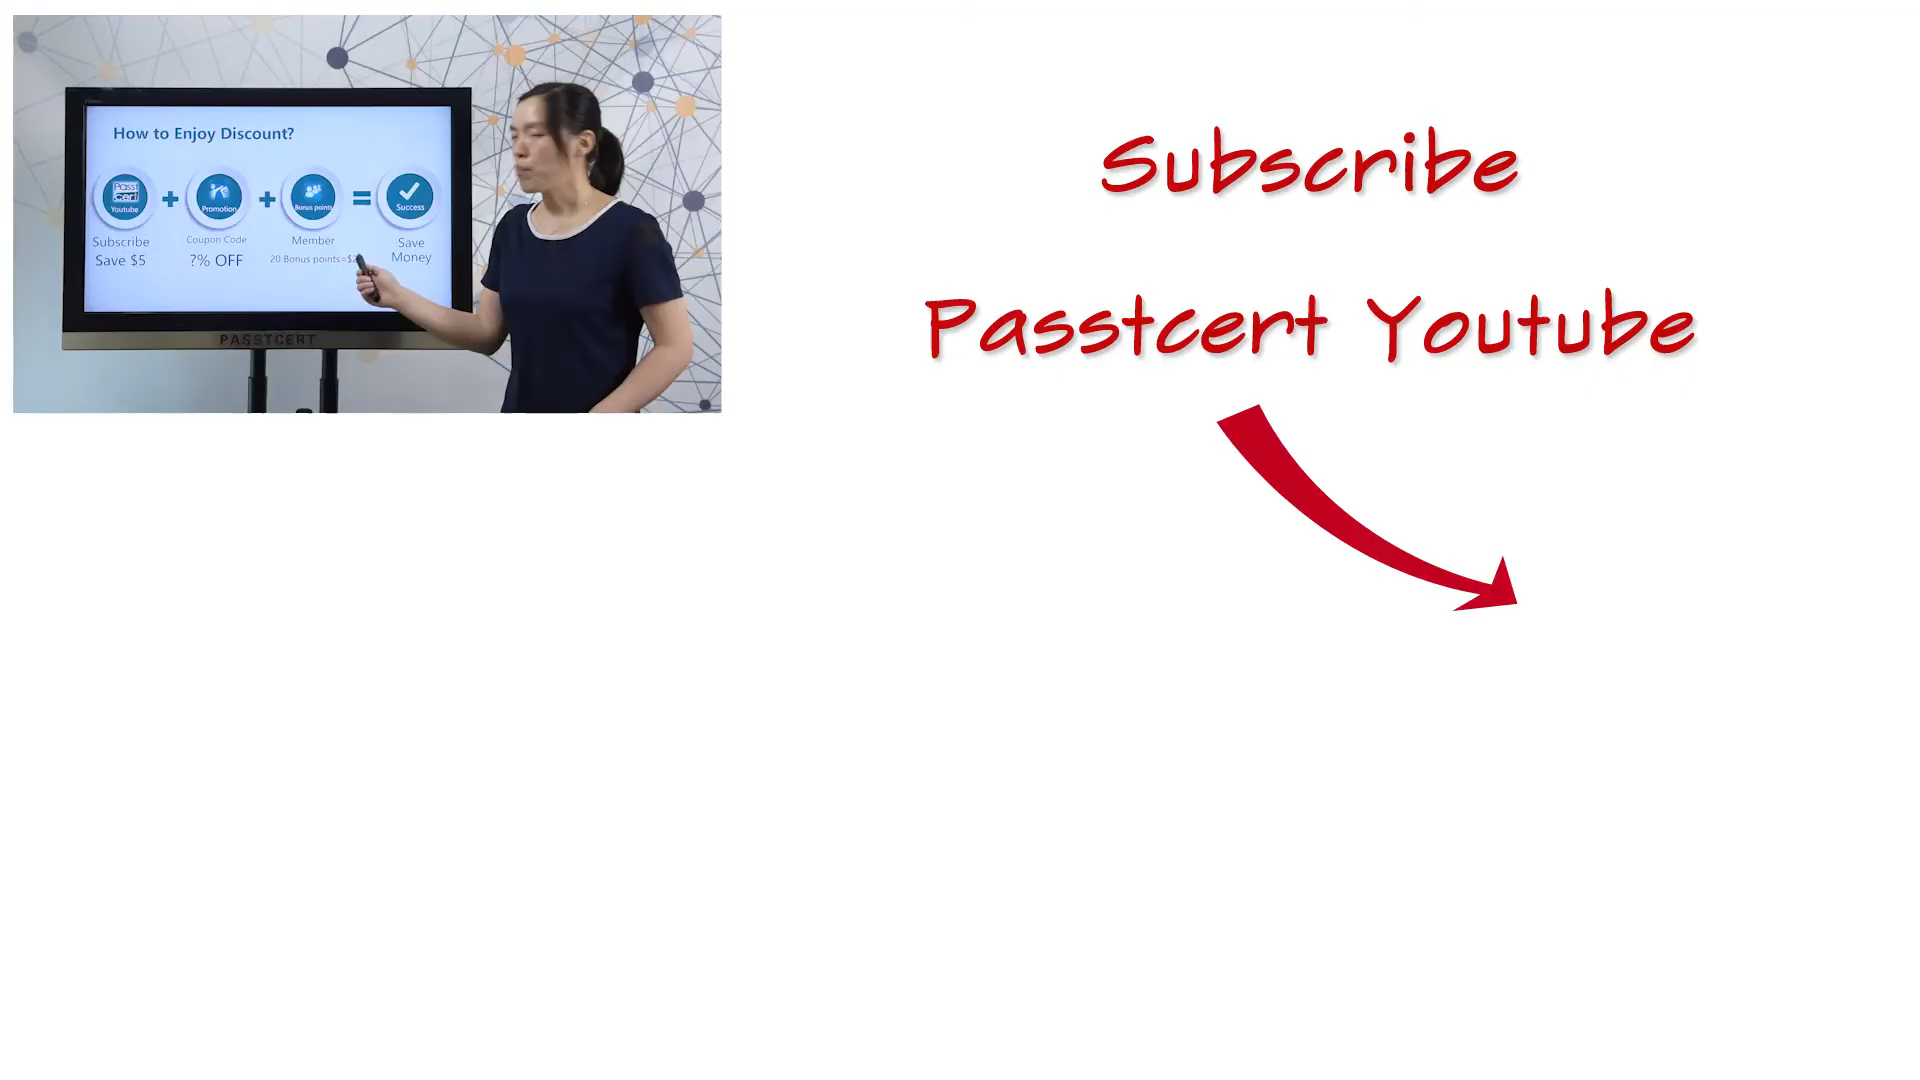 How to Enjoy Discount?
Passt
cert
Youtube
Promotion
Bonus points
Success
Subscribe
Save $5
Coupon Code
?% OFF
Member
20 Bonus points=
Save
Money
PASSTCERT
Subscribe
Passtcert Youtube